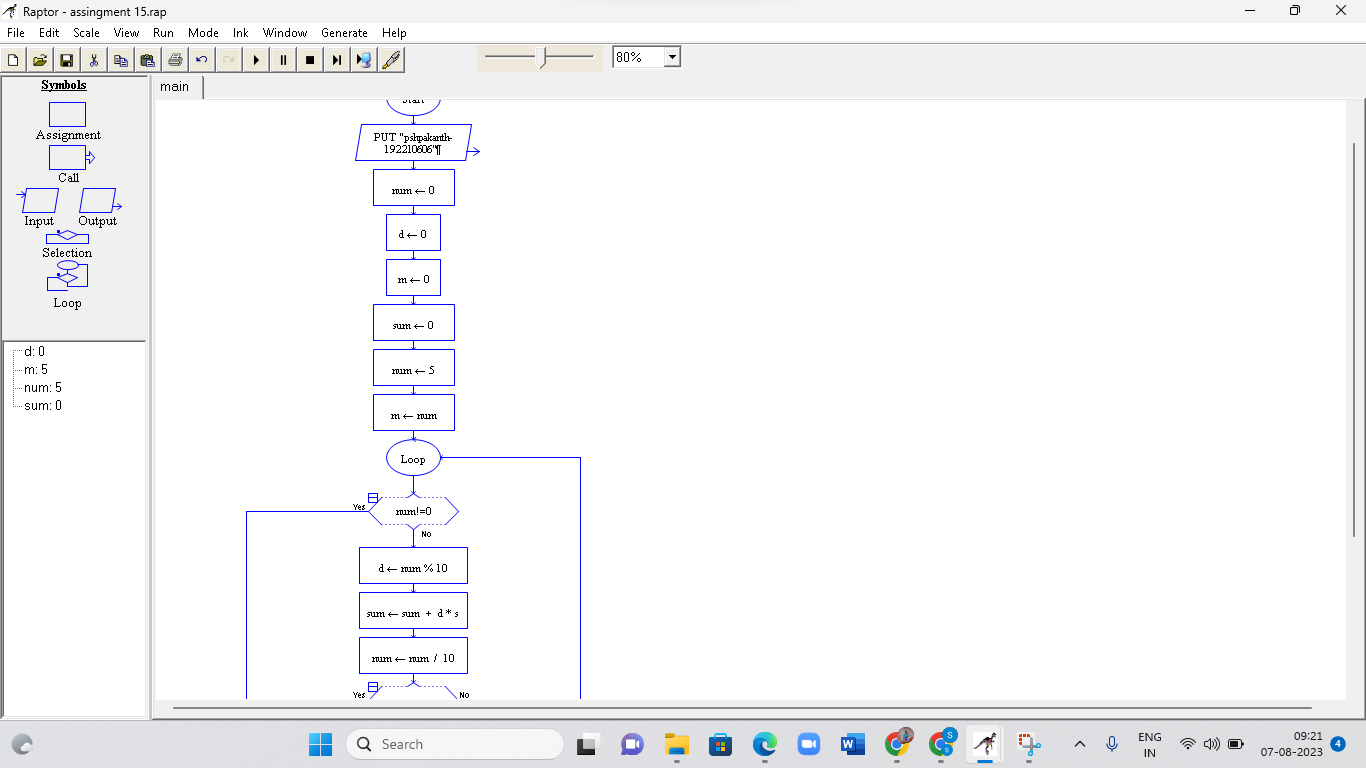 Raptor - assingment 15.rap
File Edit Scale View Run Mode Ink Window Generate Help
80%
Symbols
Assignment
Call
Input Output
Selection
Loop
d: 0
m: 5
num: 5
sum: 0
main
Start
PUT "pshpakanth-
192210606"¶
num ← 0
d ← 0
m ← 0
sum ← 0
num ← 5
m ← num
Loop
Yes
num!=0
No
d ← num % 10
sum ← sum + d * s
num ← num / 10
Yes No
Search
ENG
IN
09:21
07-08-2023
4